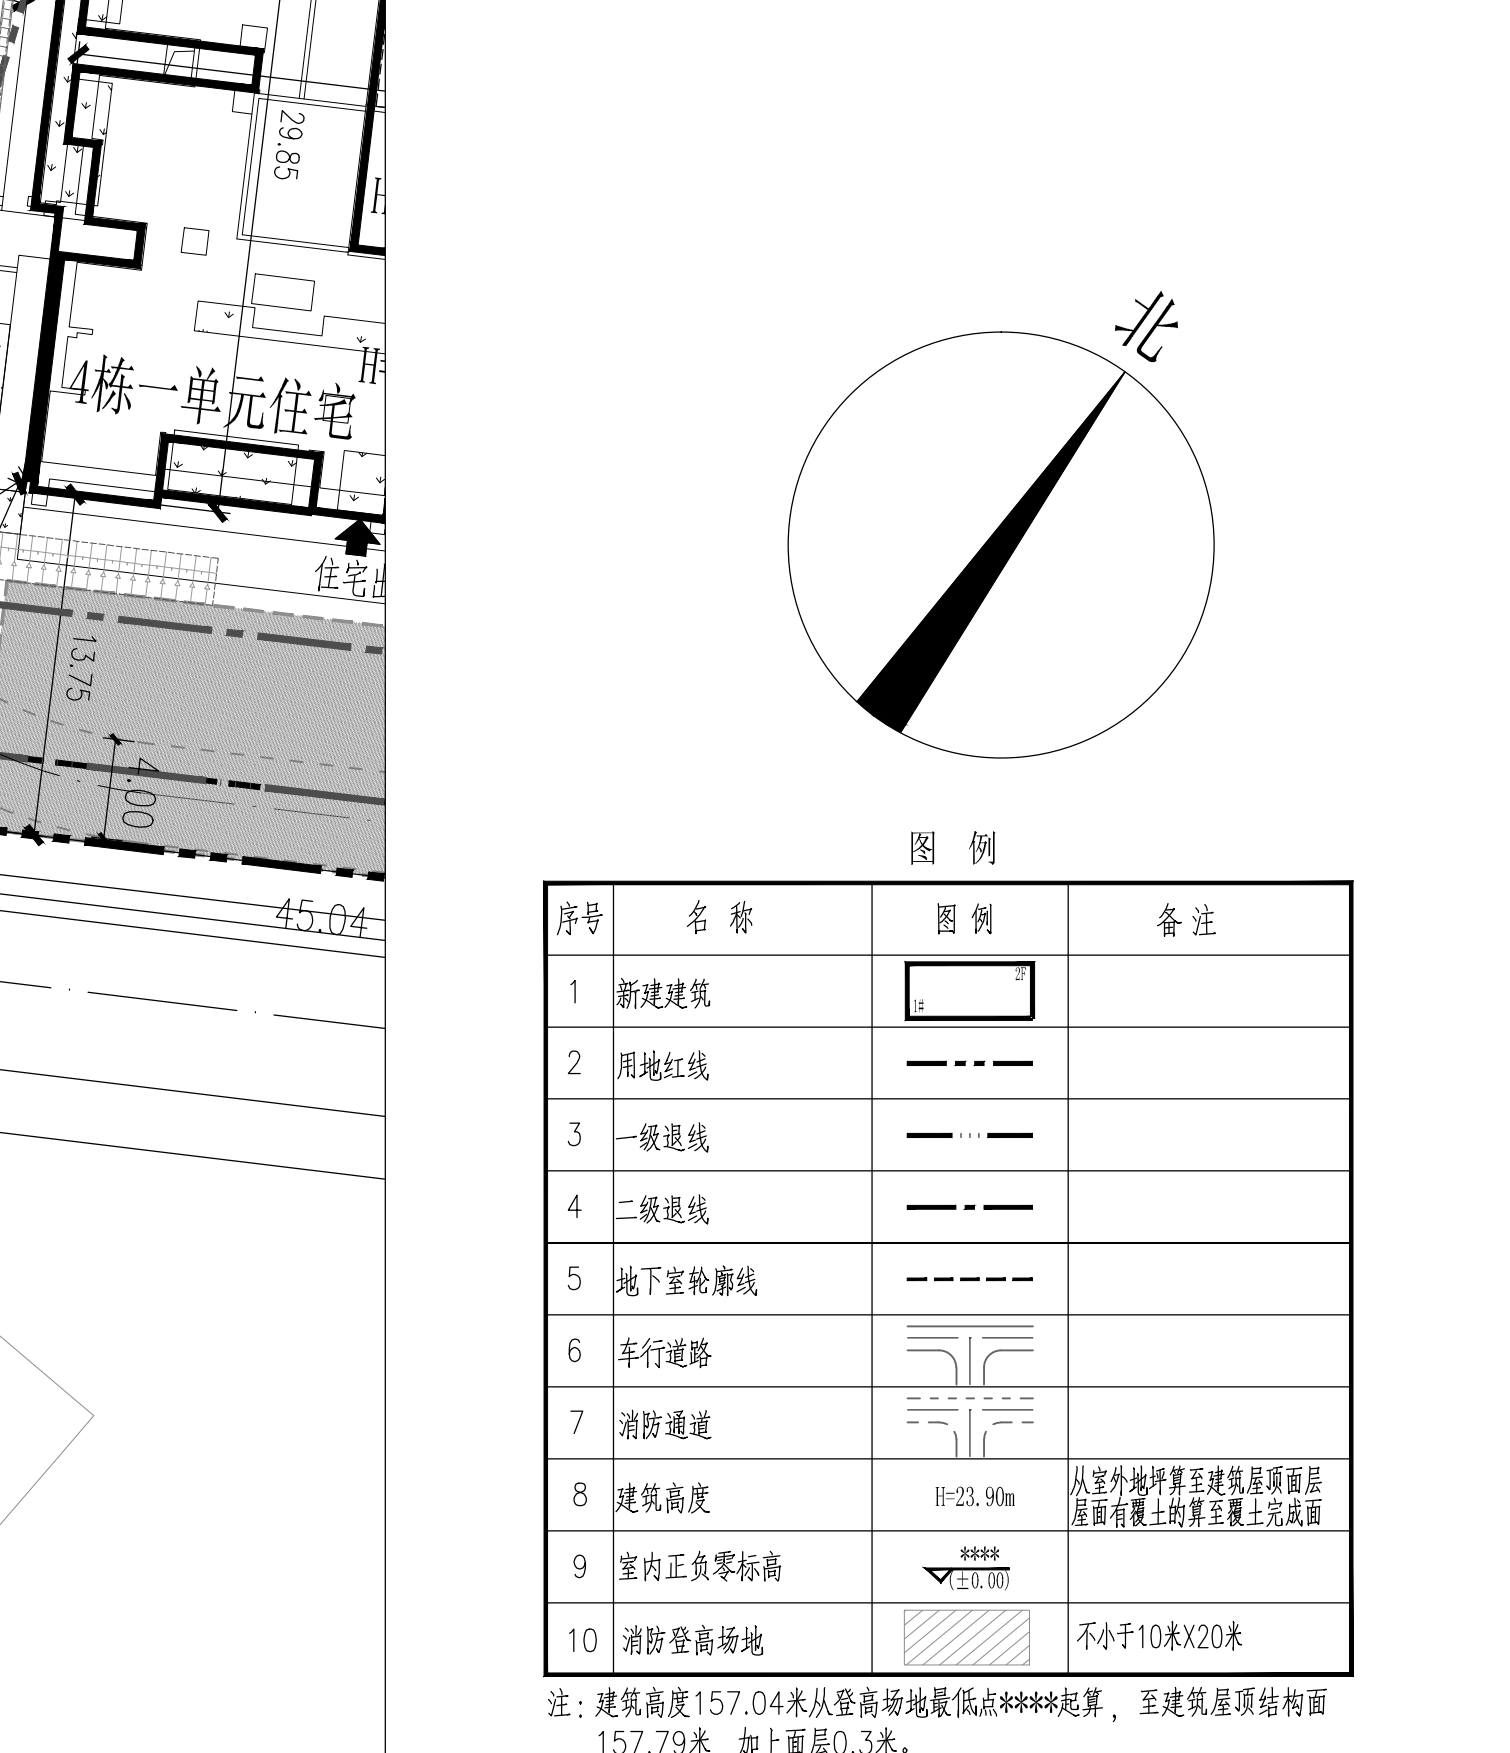 29.85
H
H=
4栋一单元住宅
住宅出
13.75
4.00
45.04
北
图 例
序号 名 称 图 例 备 注
1 新建建筑 1# 2F
2 用地红线
3 一级退线
4 二级退线
5 地下室轮廓线
6 车行道路
7 消防通道
8 建筑高度 H=23.90m 从室外地坪算至建筑屋顶面层
屋面有覆土的算至覆土完成面
9 室内正负零标高 ****
(±0.00)
10 消防登高场地 不小于10米X20米
注：建筑高度157.04米从登高场地最低点****起算，至建筑屋顶结构面
157.79米 加上面层0.3米。